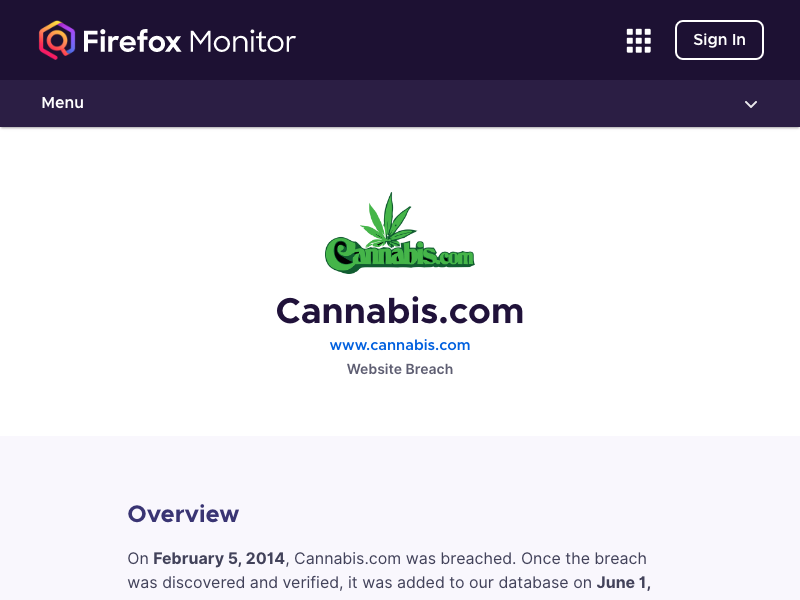 Firefox Monitor
Sign In
Menu
Cannabis.com
Cannabis.com
www.cannabis.com
Website Breach
Overview
On February 5, 2014, Cannabis.com was breached. Once the breach
was discovered and verified, it was added to our database on June 1,